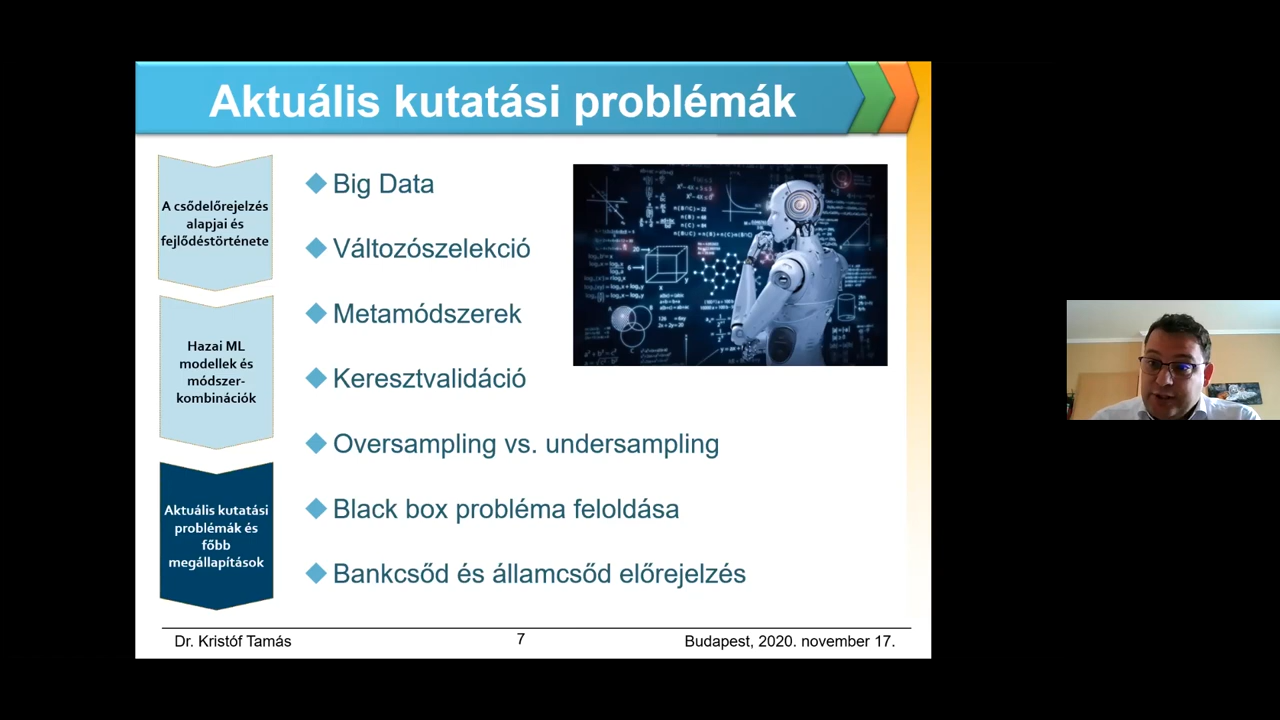 Aktuális kutatási problémák
A csődelőrejelzés
alapjai és
fejlődéstörténete
Hazai ML
modellek és
módszer-
kombinációk
Aktuális kutatási
problémák és
főbb
megállapítások
Big Data
Változószelekció
Metamódszerek
Keresztvalidáció
Oversampling vs. undersampling
Black box probléma feloldása
Bankcsőd és államcsőd előrejelzés
Dr. Kristóf Tamás
7
Budapest, 2020. november 17.